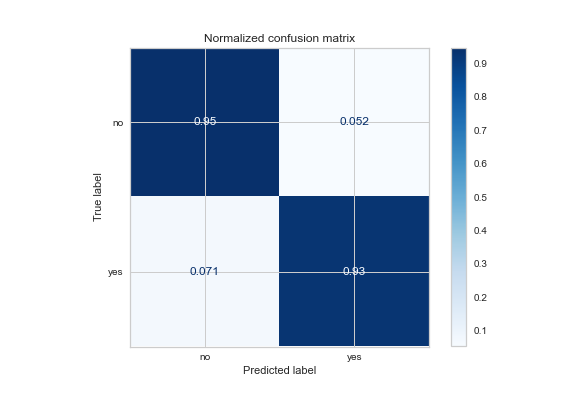 Normalized confusion matrix
no
0.95
0.052
yes
0.071
0.93
no
yes
True label
Predicted label
0.9
0.8
0.7
0.6
0.5
0.4
0.3
0.2
0.1